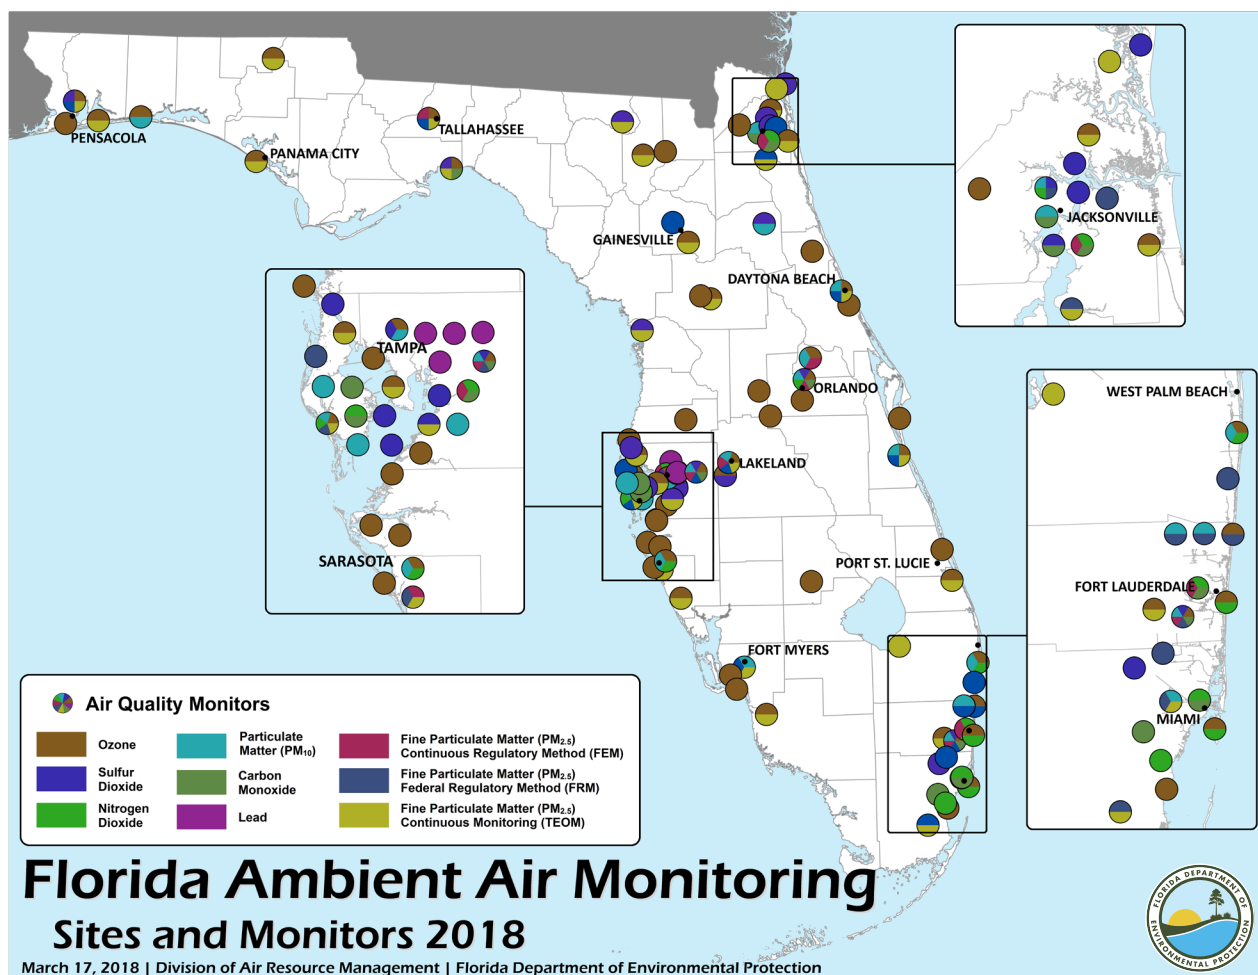 PENSACOLA
PANAMA CITY
TALLAHASSEE
JACKSONVILLE
GAINESVILLE
DAYTONA BEACH
TAMPA
SARASOTA
ORLANDO
LAKELAND
PORT ST. LUCIE
FORT MYERS
WEST PALM BEACH
FORT LAUDERDALE
MIAMI
Air Quality Monitors
Ozone
Sulfur
Dioxide
Nitrogen
Dioxide
Particulate
Matter (PM₁₀)
Carbon
Monoxide
Lead
Fine Particulate Matter (PM₂.₅)
Continuous Regulatory Method (FEM)
Fine Particulate Matter (PM₂.₅)
Federal Regulatory Method (FRM)
Fine Particulate Matter (PM₂.₅)
Continuous Monitoring (TEOM)
Florida Ambient Air Monitoring
Sites and Monitors 2018
March 17, 2018 | Division of Air Resource Management | Florida Department of Environmental Protection
FLORIDA DEPARTMENT OF
ENVIRONMENTAL PROTECTION